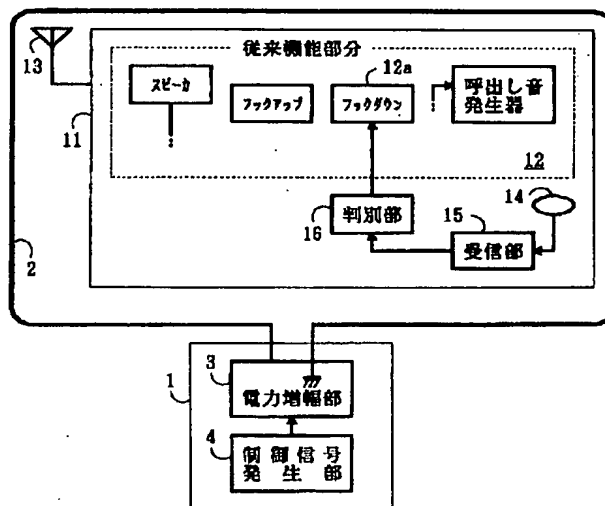 13
従来機能部分
12a
スピーカ
フックアップ
フックダウン
呼出し音
発生器
11
12
14
16
判別部
15
受信部
2
1
3
電力増幅部
4
制御信号
発生部